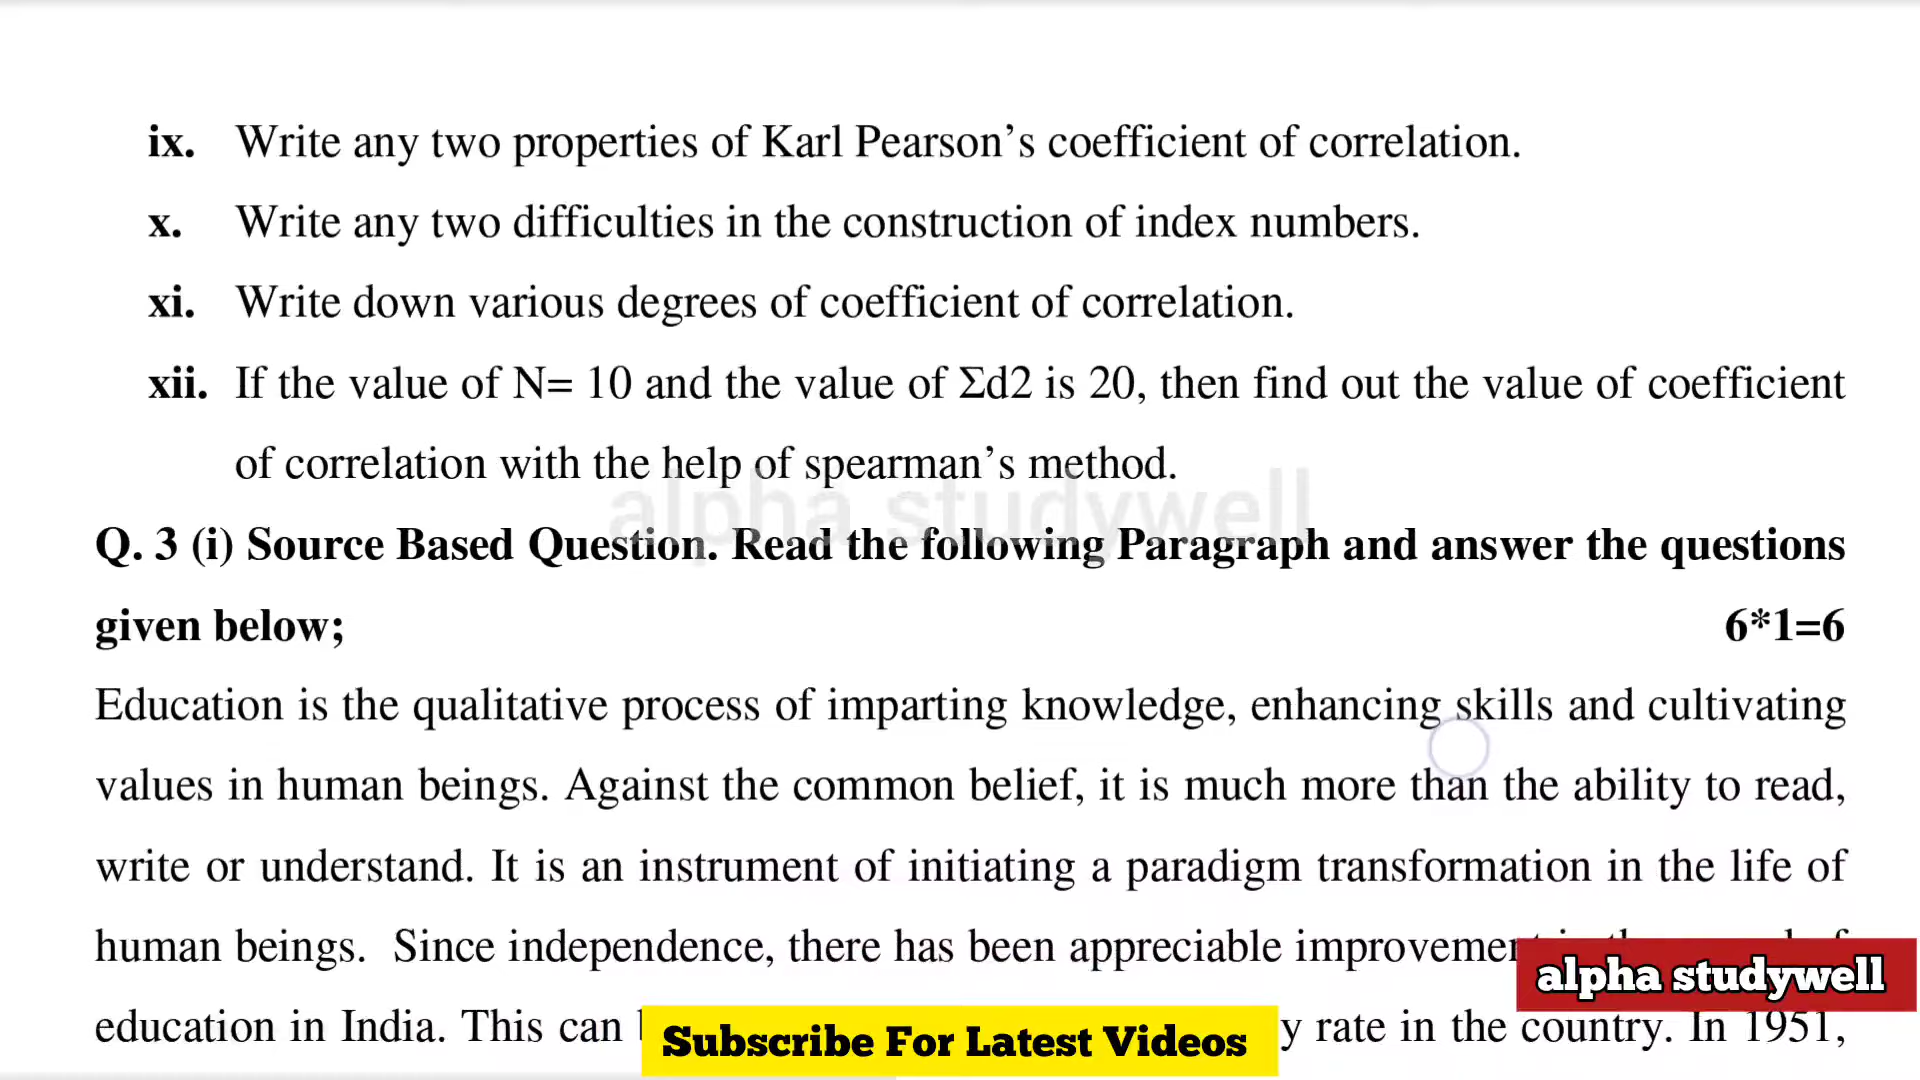 ix. Write any two properties of Karl Pearson's coefficient of correlation.
x. Write any two difficulties in the construction of index numbers.
xi. Write down various degrees of coefficient of correlation.
xii. If the value of N= 10 and the value of Σd2 is 20, then find out the value of coefficient
of correlation with the help of spearman's method.
alpha studywell
Q. 3 (i) Source Based Question. Read the following Paragraph and answer the questions
given below; 6*1=6
Education is the qualitative process of imparting knowledge, enhancing skills and cultivating
values in human beings. Against the common belief, it is much more than the ability to read,
write or understand. It is an instrument of initiating a paradigm transformation in the life of
human beings. Since independence, there has been appreciable
education in India. This can rate in the country. In 1951,
alpha studywell
Subscribe For Latest Videos